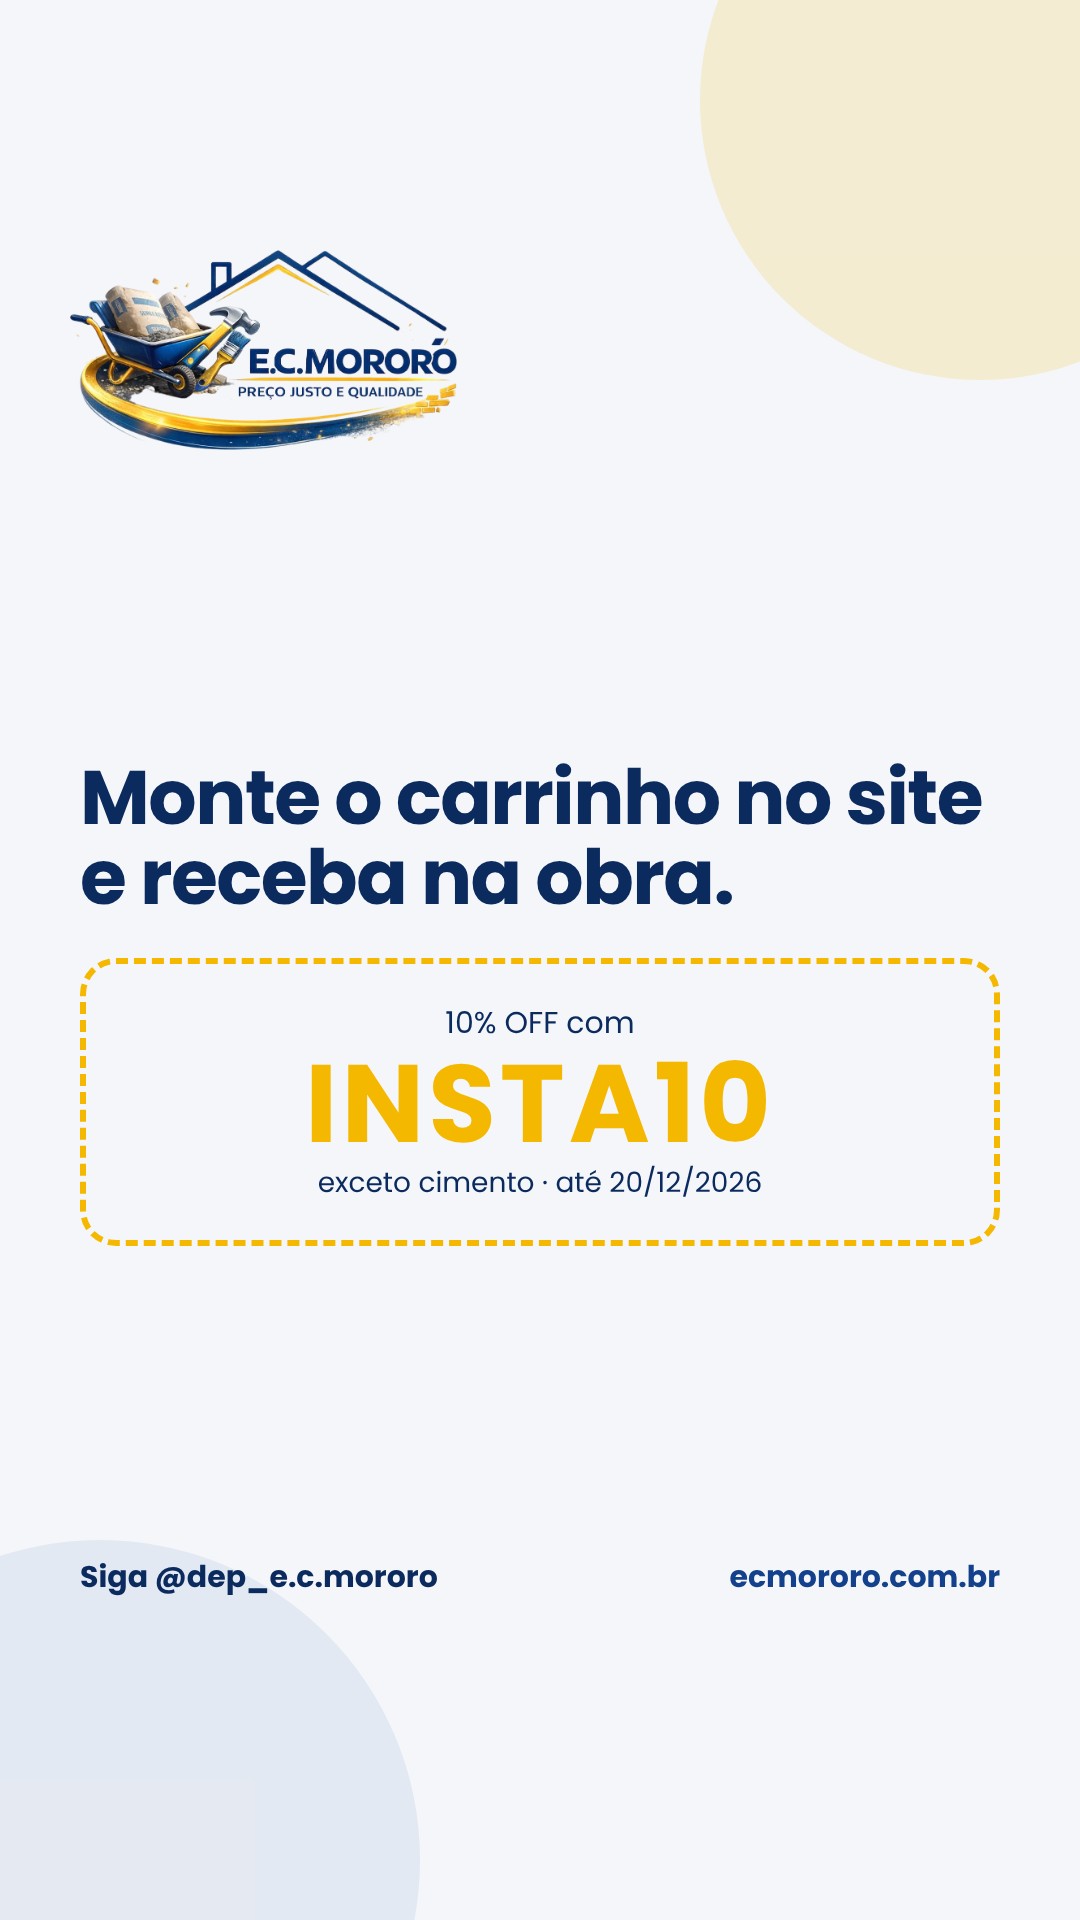 E.C.MORORÓ
PREÇO JUSTO E QUALIDADE
Monte o carrinho no site
e receba na obra.
10% OFF com
INSTA10
exceto cimento · até 20/12/2026
Siga @dep_e.c.mororo
ecmororo.com.br